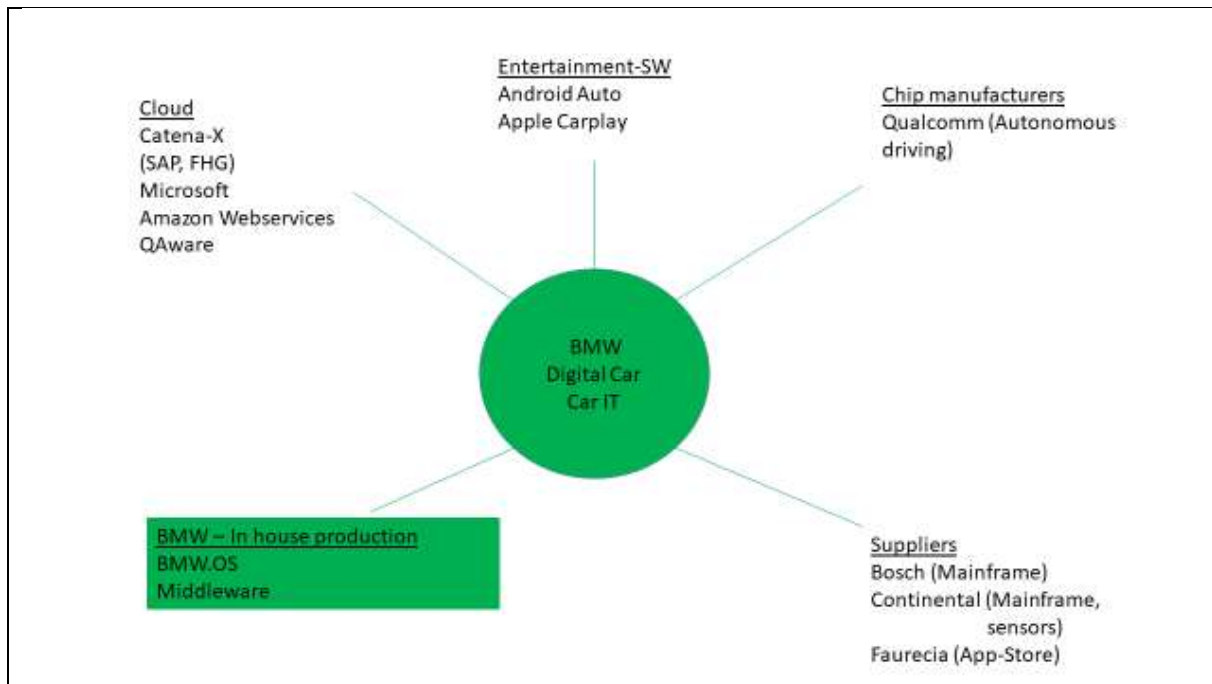 Cloud
Catena-X
(SAP, FHG)
Microsoft
Amazon Webservices
QAware
Entertainment-SW
Android Auto
Apple Carplay
Chip manufacturers
Qualcomm (Autonomous
driving)
BMW
Digital Car
Car IT
BMW – In house production
BMW.OS
Middleware
Suppliers
Bosch (Mainframe)
Continental (Mainframe,
sensors)
Faurecia (App-Store)